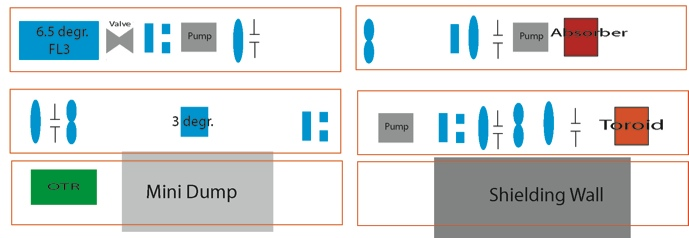 6.5 degr.
FL3
Valve
Pump
Pump
Absorber
3 degr.
Pump
Toroid
OTR
Mini Dump
Shielding Wall